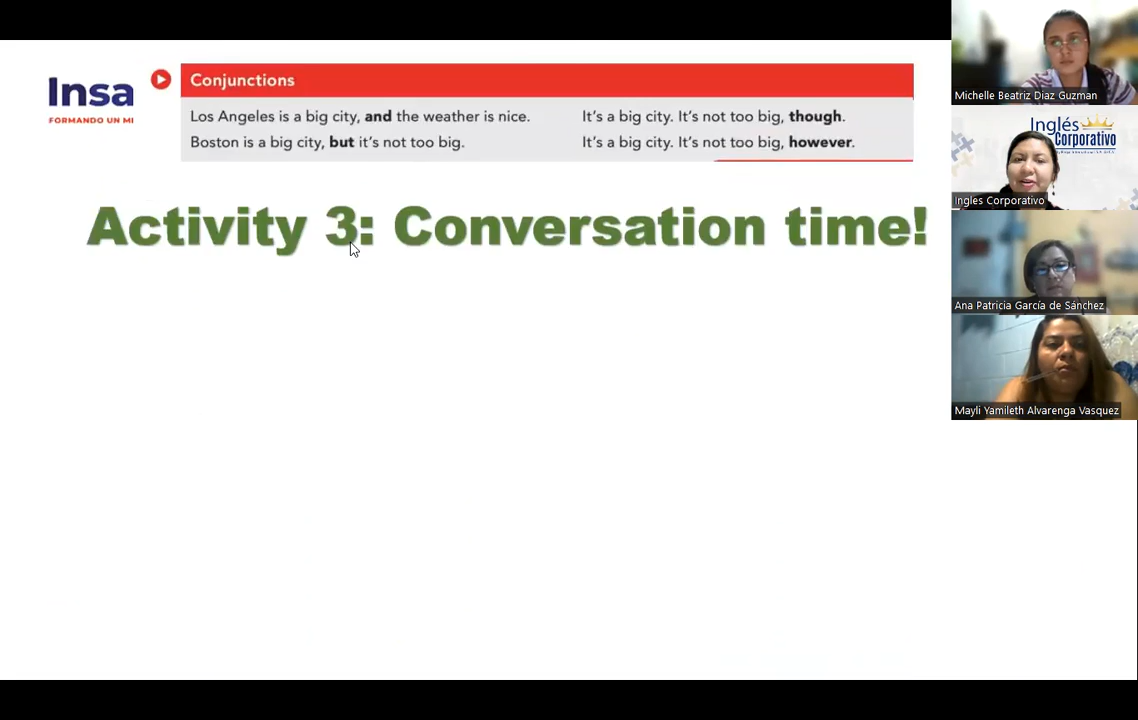 Insa
FORMANDO UN MI
Conjunctions
Los Angeles is a big city, and the weather is nice.
Boston is a big city, but it's not too big.
It's a big city. It's not too big, though.
It's a big city. It's not too big, however.
Activity 3: Conversation time!
Michelle Beatriz Diaz Guzman
Inglés
Corporativo
Ingles Corporativo
Ana Patricia García de Sánchez
Mayli Yamileth Alvarenga Vasquez